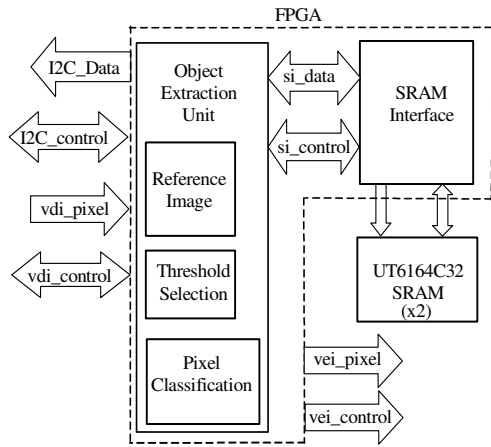 FPGA
I2C_Data
I2C_control
vdi_pixel
vdi_control
Object
Extraction
Unit
Reference
Image
Threshold
Selection
Pixel
Classification
si_data
si_control
SRAM
Interface
UT6164C32
SRAM
(x2)
vei_pixel
vei_control